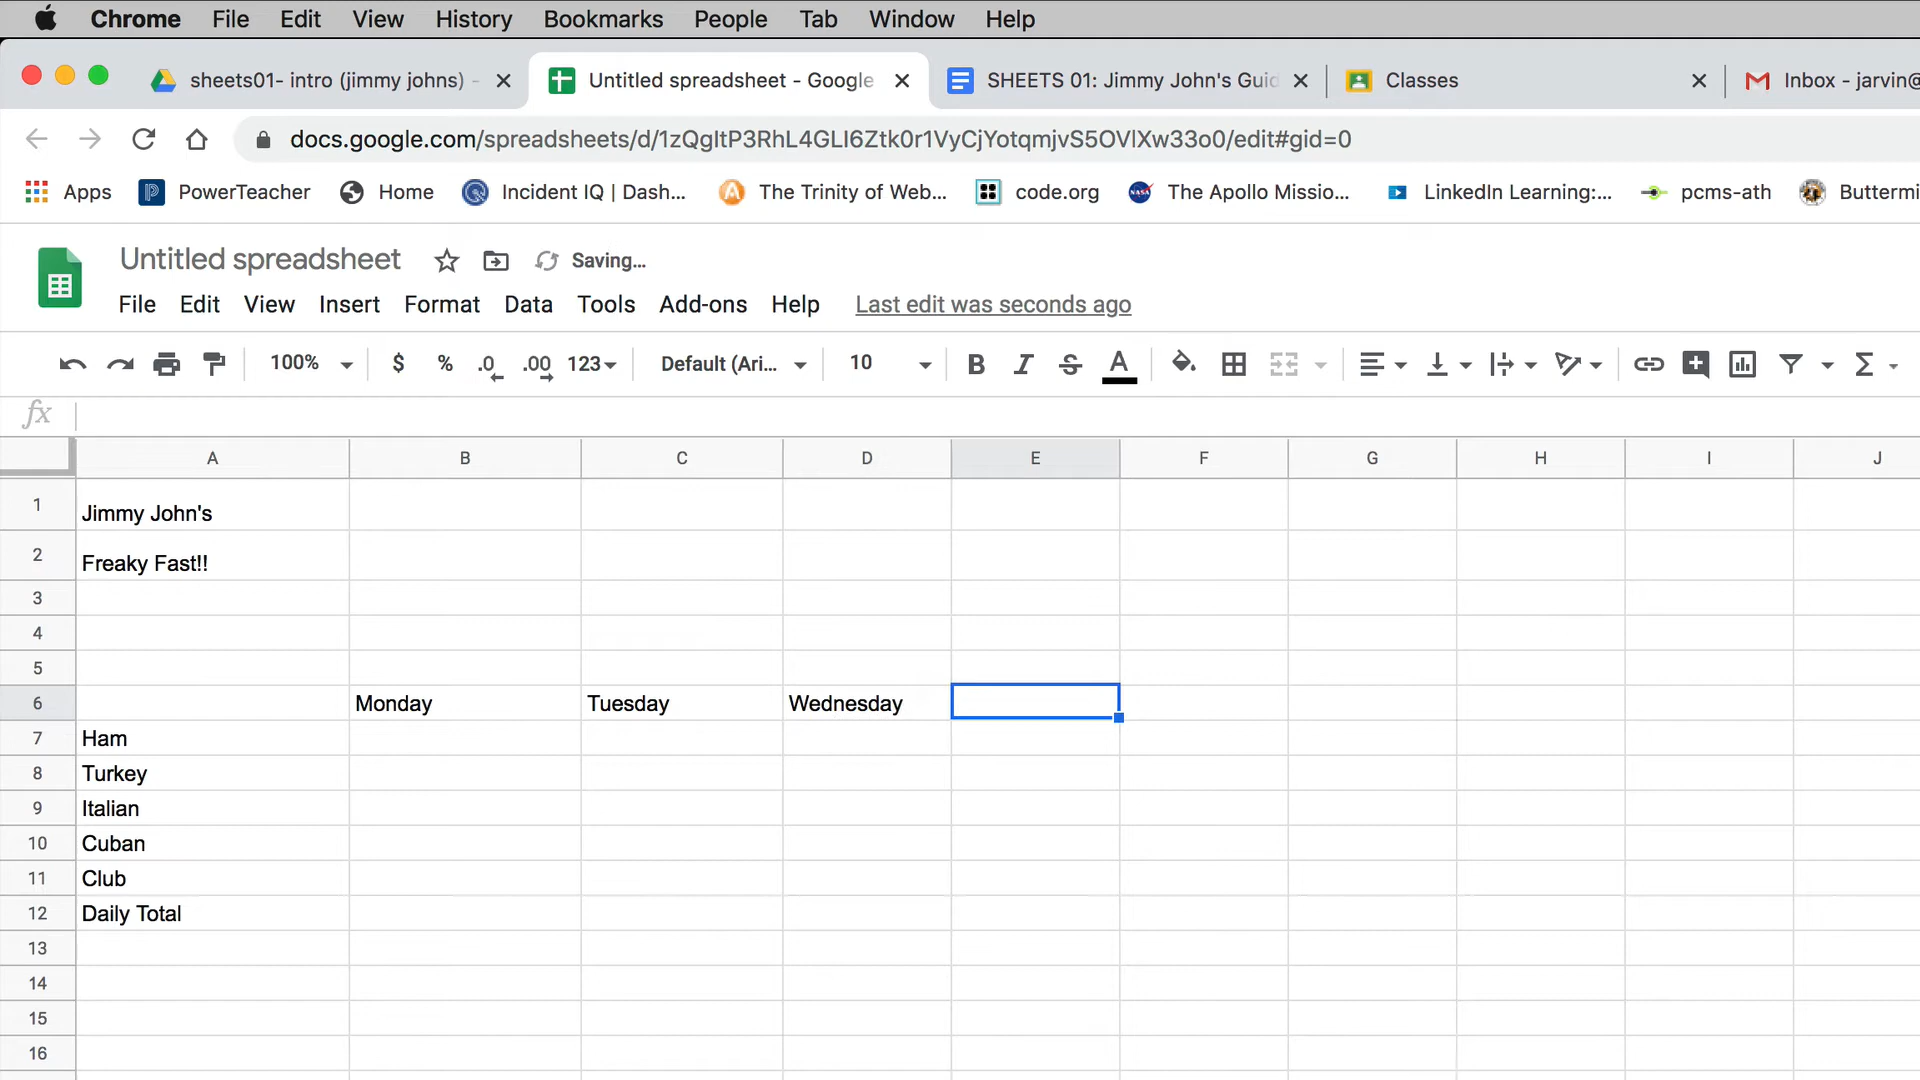 Chrome File Edit View History Bookmarks People Tab Window Help
sheets01- intro (jimmy johns) - Untitled spreadsheet - Google SHEETS 01: Jimmy John's Guid Classes Inbox - jarvin@
docs.google.com/spreadsheets/d/1zQgItP3RhL4GLI6Ztk0r1VyCjYotqmjvS5OVlXw33o0/edit#gid=0
Apps PowerTeacher Home Incident IQ | Dash... The Trinity of Web... code.org The Apollo Missio... LinkedIn Learning:... pcms-ath Buttermi
Untitled spreadsheet Saving...
File Edit View Insert Format Data Tools Add-ons Help Last edit was seconds ago
100% $ % .0 .00 123 Default (Ari... 10 B I S A Σ
fx
A B C D E F G H I J
1 Jimmy John's
2 Freaky Fast!!
3
4
5
6 Monday Tuesday Wednesday
7 Ham
8 Turkey
9 Italian
10 Cuban
11 Club
12 Daily Total
13
14
15
16